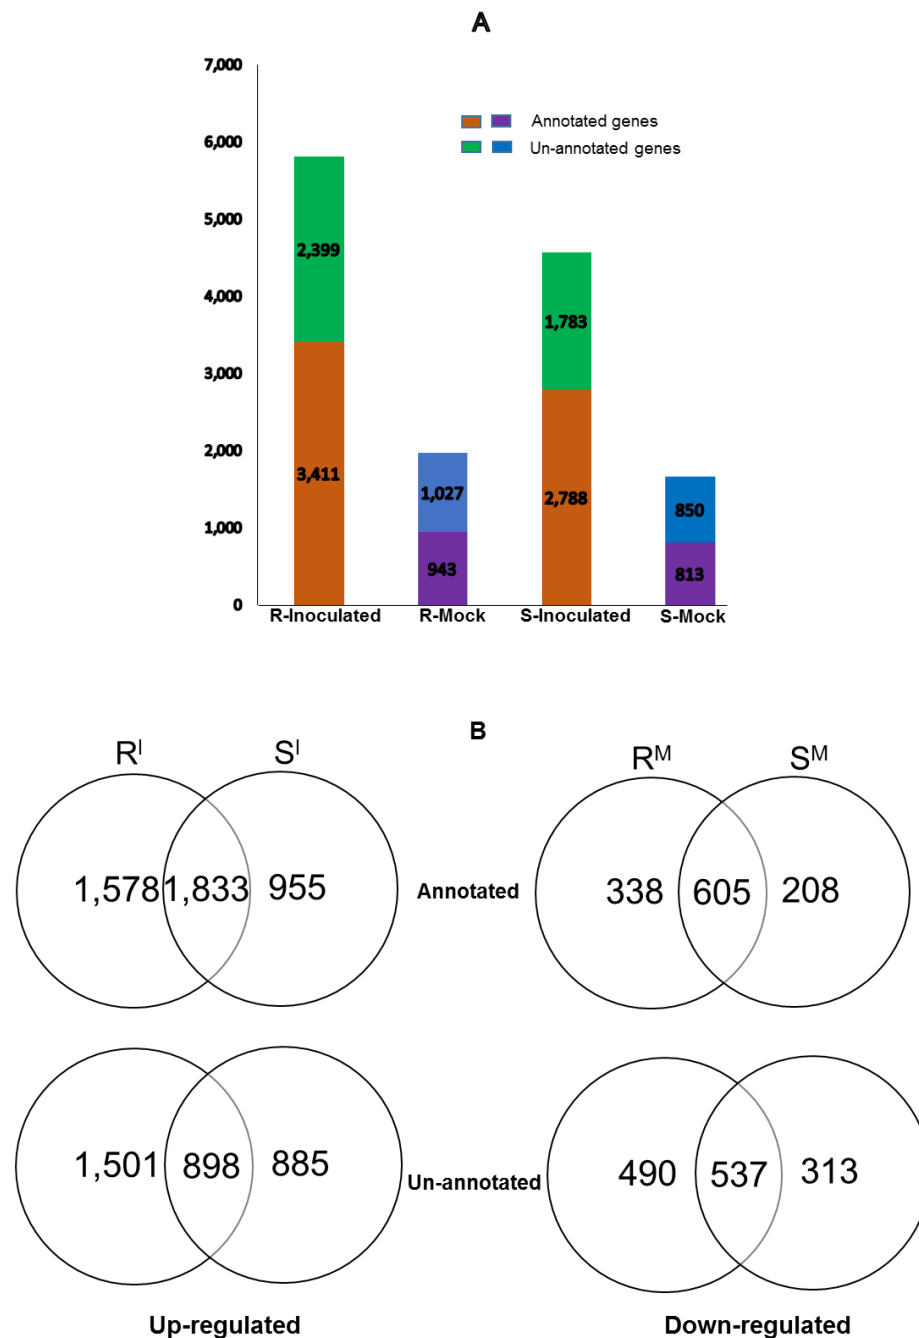 A
7,000
6,000
5,000
4,000
3,000
2,000
1,000
0
Annotated genes
Un-annotated genes
2,399
3,411
1,027
943
1,783
2,788
850
813
R-Inoculated R-Mock S-Inoculated S-Mock
B
R^I S^I R^M S^M
1,578 1,833 955 Annotated 338 605 208
1,501 898 885 Un-annotated 490 537 313
Up-regulated Down-regulated